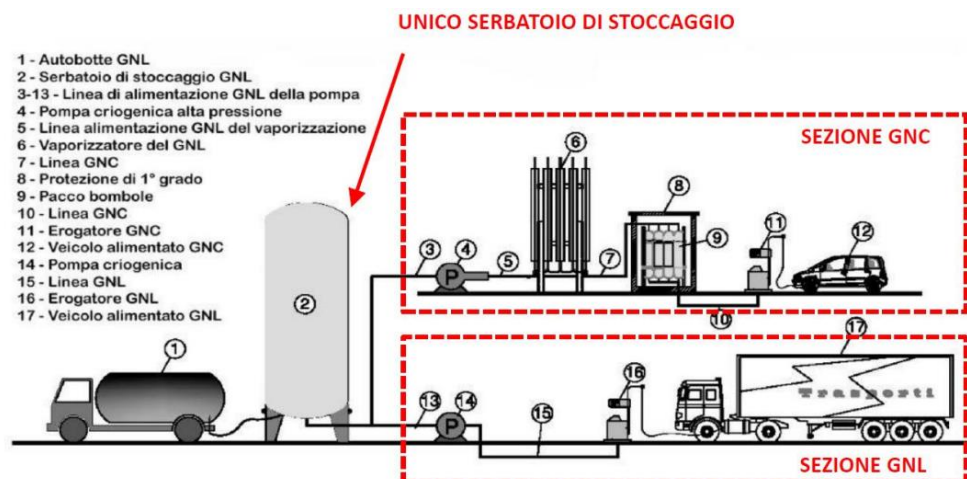 UNICO SERBATOIO DI STOCCAGGIO
1 - Autobotte GNL
2 - Serbatoio di stoccaggio GNL
3-13 - Linea di alimentazione GNL della pompa
4 - Pompa criogenica alta pressione
5 - Linea alimentazione GNL del vaporizzazione
6 - Vaporizzatore del GNL
7 - Linea GNC
8 - Protezione di 1° grado
9 - Pacco bombole
10 - Linea GNC
11 - Erogatore GNC
12 - Veicolo alimentato GNC
14 - Pompa criogenica
15 - Linea GNL
16 - Erogatore GNL
17 - Veicolo alimentato GNL
SEZIONE GNC
6
8
11
12
3
4
5
7
9
P
10
2
1
17
16
13
14
15
P
Trasporti
SEZIONE GNL